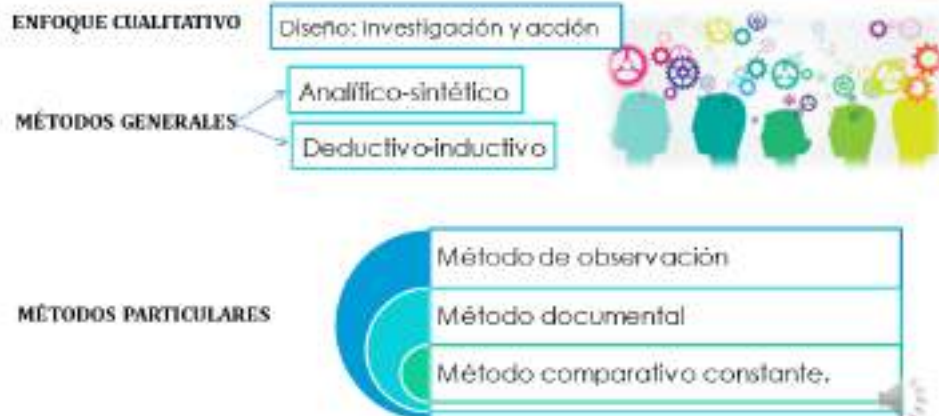 ENFOQUE CUALITATIVO
Diseño: Investigación y acción
MÉTODOS GENERALES
Analítico-sintético
Deductivo-inductivo
MÉTODOS PARTICULARES
Método de observación
Método documental
Método comparativo constante.